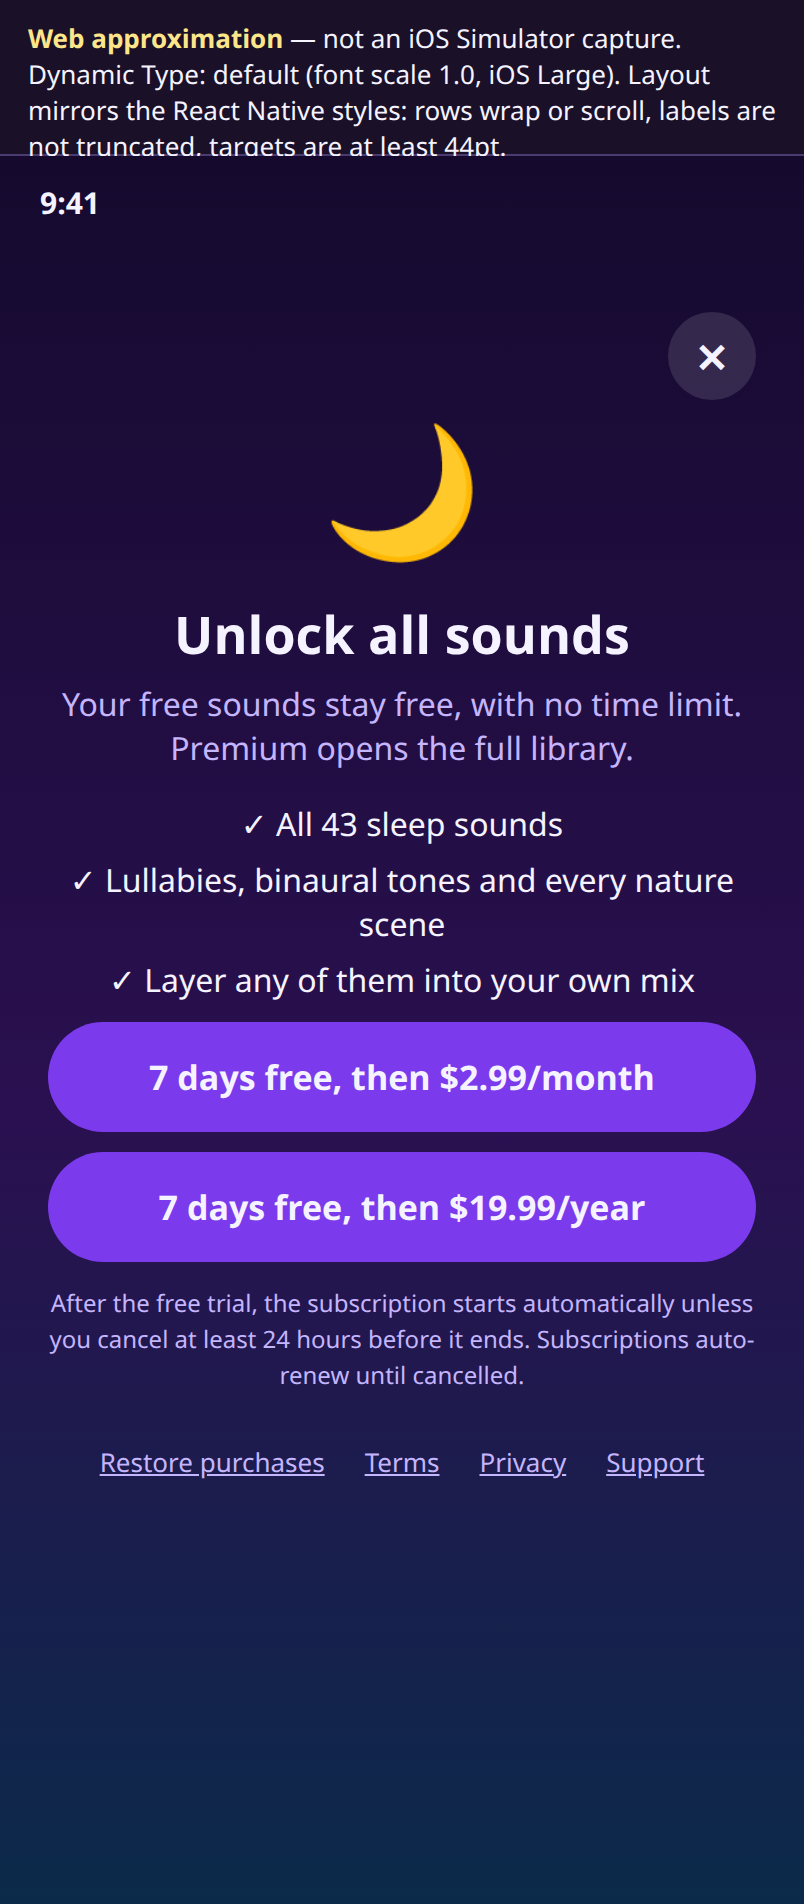 Web approximation — not an iOS Simulator capture.
Dynamic Type: default (font scale 1.0, iOS Large). Layout
mirrors the React Native styles: rows wrap or scroll, labels are
not truncated, targets are at least 44pt.
9:41
✕
Unlock all sounds
Your free sounds stay free, with no time limit.
Premium opens the full library.
✓ All 43 sleep sounds
✓ Lullabies, binaural tones and every nature
scene
✓ Layer any of them into your own mix
7 days free, then $2.99/month
7 days free, then $19.99/year
After the free trial, the subscription starts automatically unless
you cancel at least 24 hours before it ends. Subscriptions auto-
renew until cancelled.
Restore purchases Terms Privacy Support